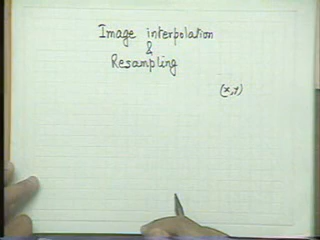 Image interpolation
&
Resampling
(x,y)